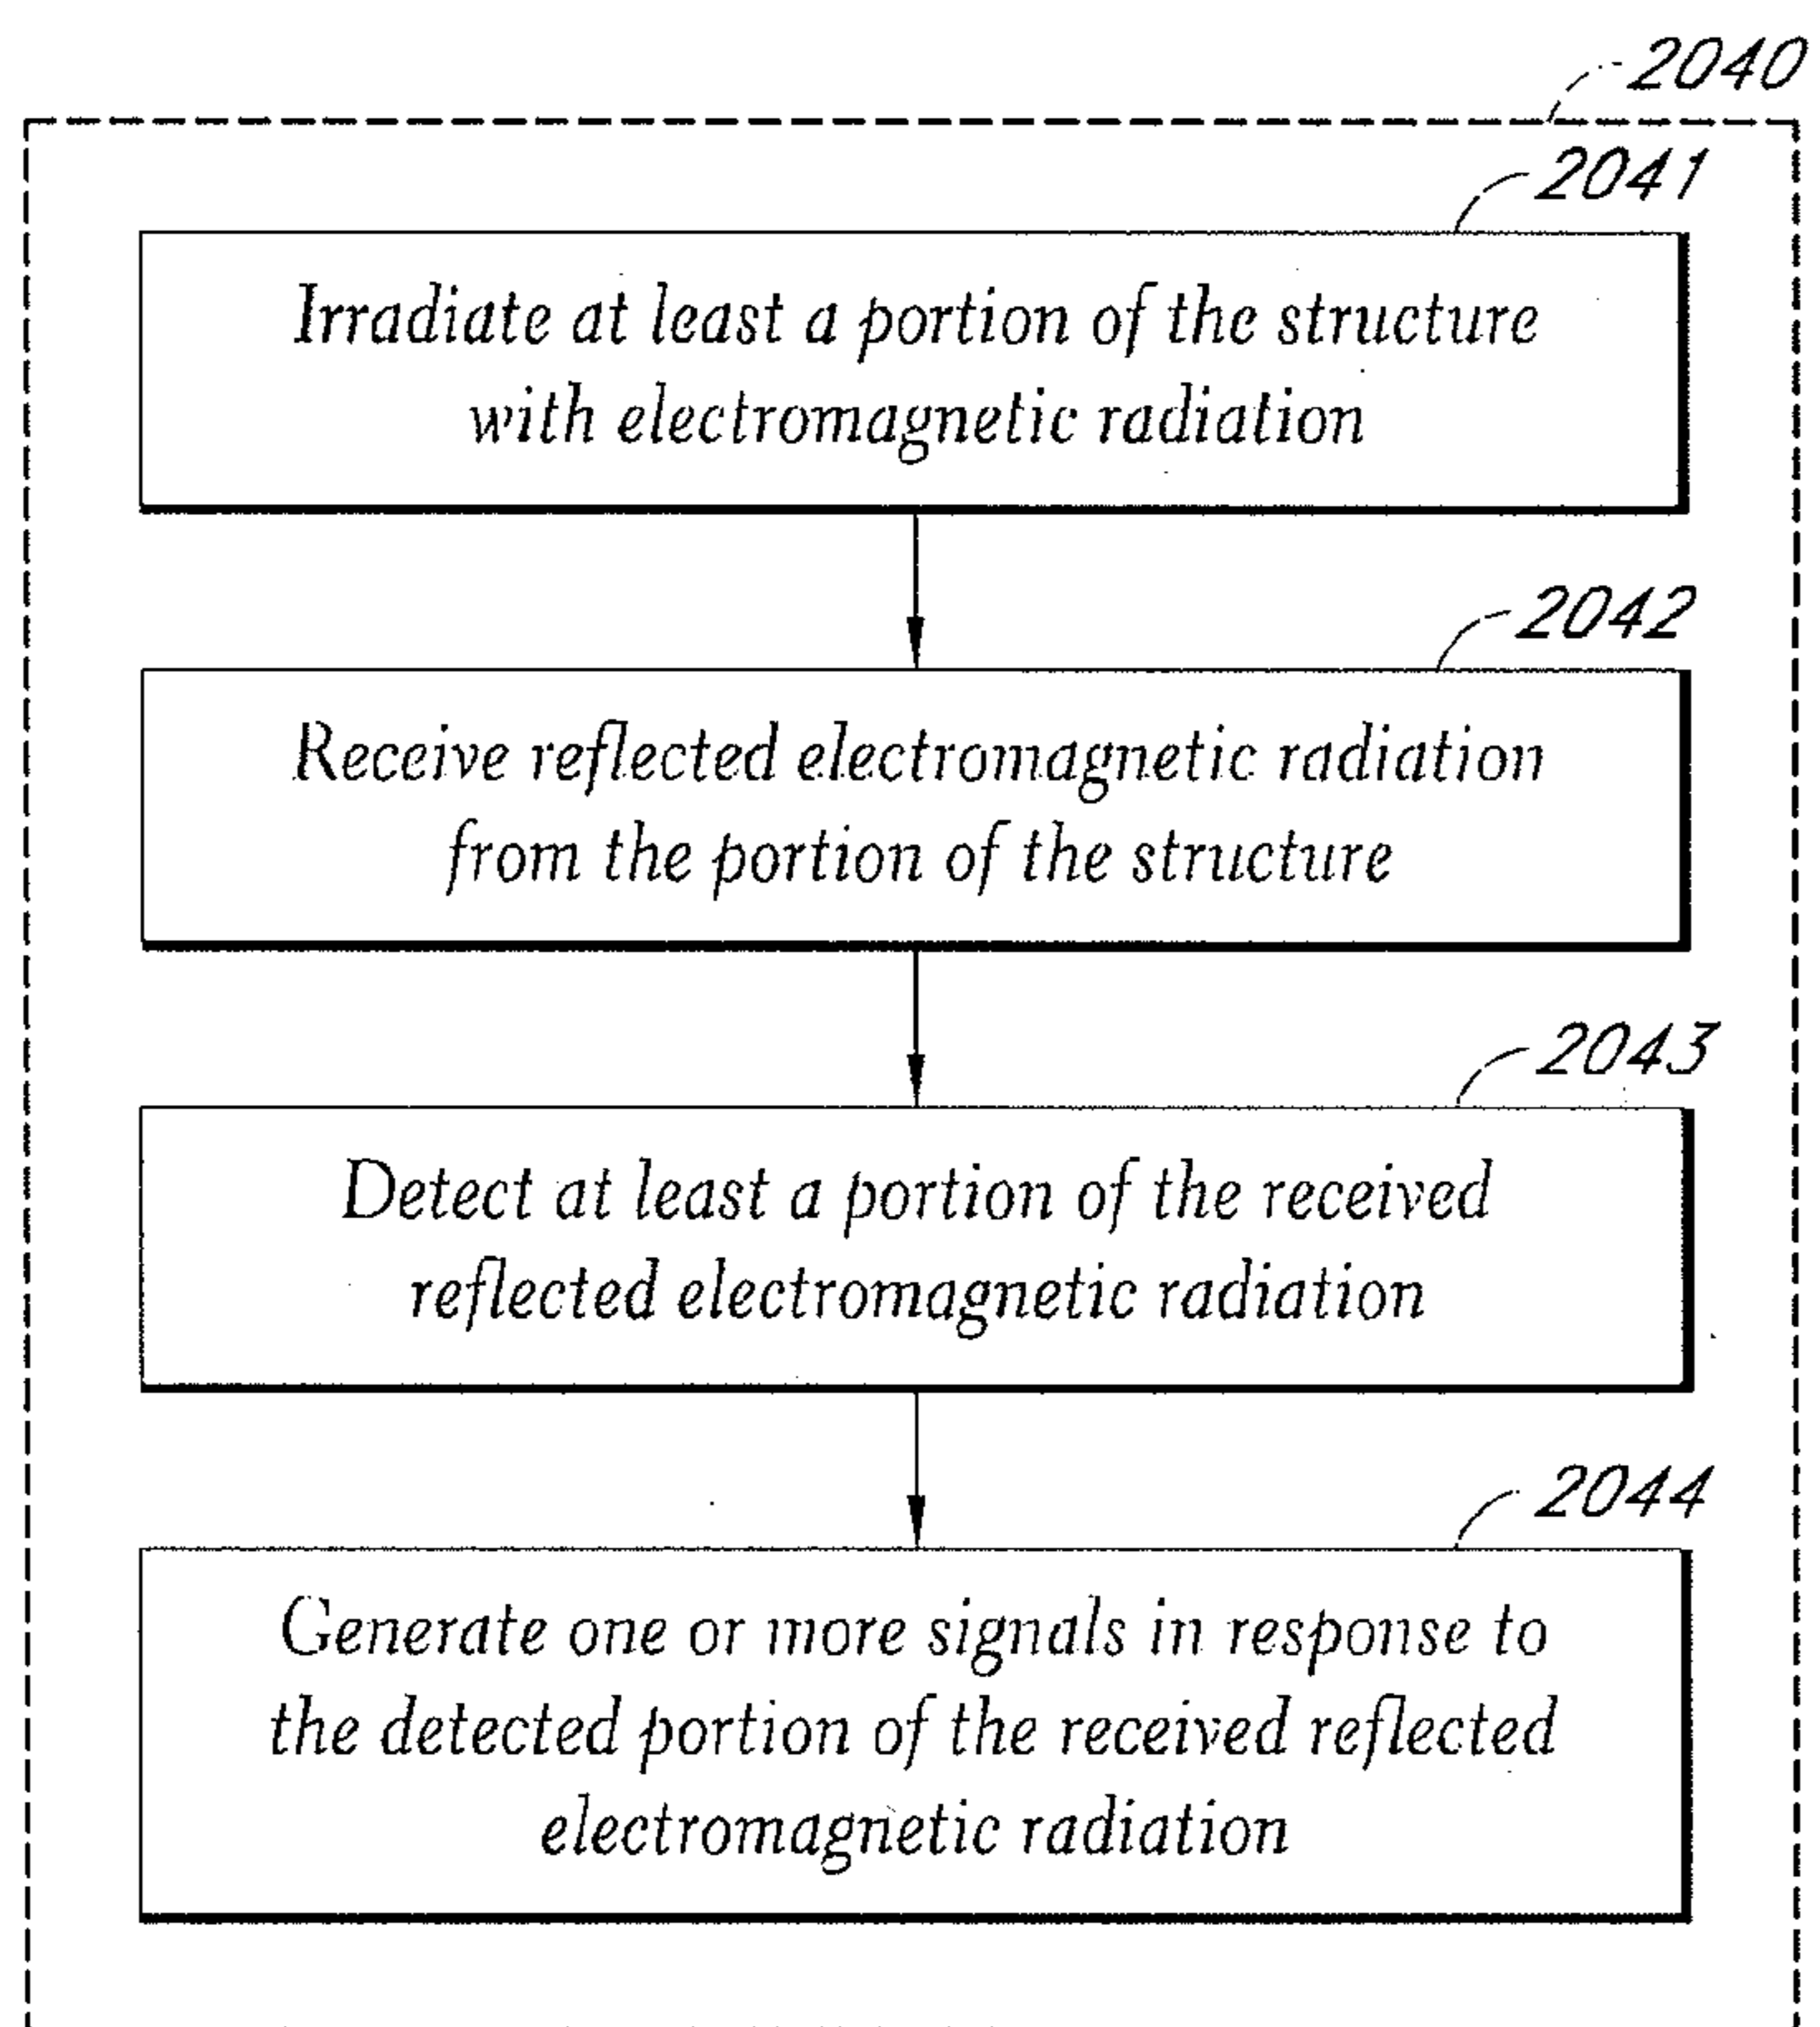 2040
2041
Irradiate at least a portion of the structure
with electromagnetic radiation
2042
Receive reflected electromagnetic radiation
from the portion of the structure
2043
Detect at least a portion of the received
reflected electromagnetic radiation
2044
Generate one or more signals in response to
the detected portion of the received reflected
electromagnetic radiation